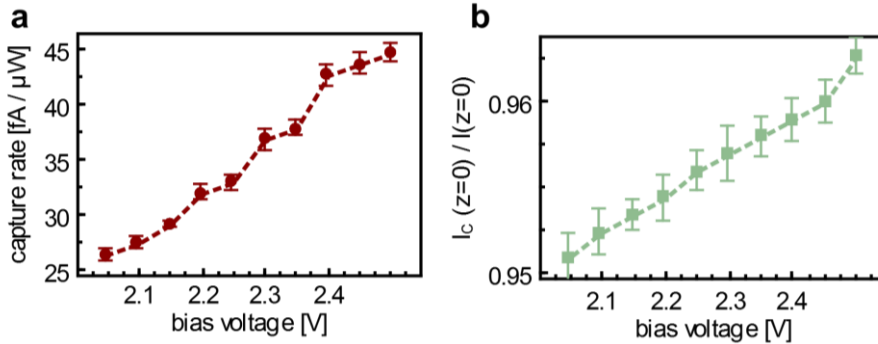 a
capture rate [fA / µW]
45
40
35
30
25
2.1 2.2 2.3 2.4
bias voltage [V]
b
I_C (z=0) / I(z=0)
0.96
0.95
2.1 2.2 2.3 2.4
bias voltage [V]